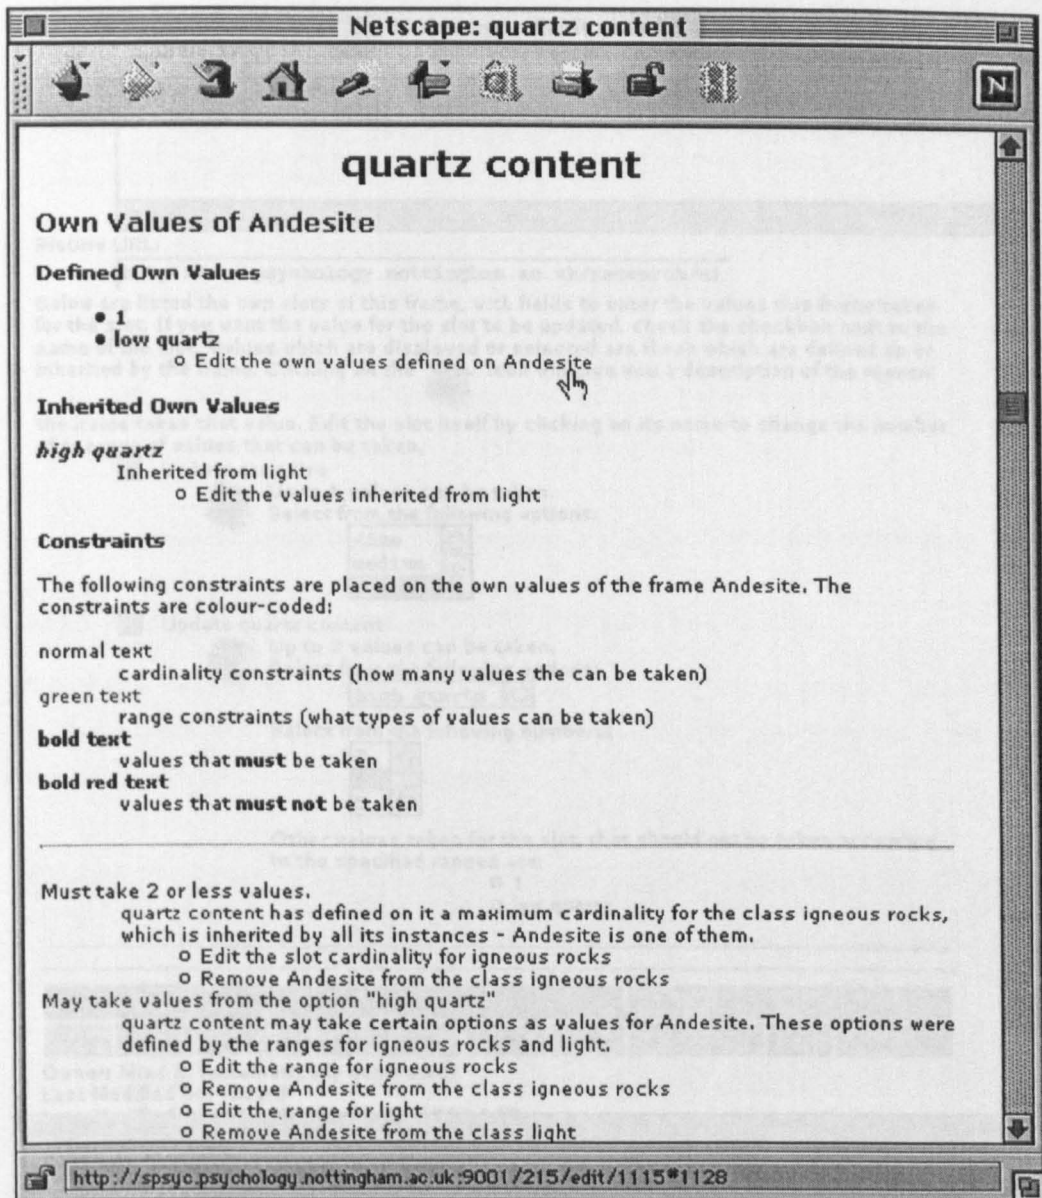 Netscape: quartz content
N
quartz content
Own Values of Andesite
Defined Own Values
• 1
• low quartz
o Edit the own values defined on Andesite
Inherited Own Values
high quartz
Inherited from light
o Edit the values inherited from light
Constraints
The following constraints are placed on the own values of the frame Andesite. The
constraints are colour-coded:
normal text
cardinality constraints (how many values the can be taken)
green text
range constraints (what types of values can be taken)
bold text
values that must be taken
bold red text
values that must not be taken
Must take 2 or less values.
quartz content has defined on it a maximum cardinality for the class igneous rocks,
which is inherited by all its instances - Andesite is one of them.
o Edit the slot cardinality for igneous rocks
o Remove Andesite from the class igneous rocks
May take values from the option "high quartz"
quartz content may take certain options as values for Andesite. These options were
defined by the ranges for igneous rocks and light.
o Edit the range for igneous rocks
o Remove Andesite from the class igneous rocks
o Edit the range for light
o Remove Andesite from the class light
http://spsyc.psychology.nottingham.ac.uk:9001/215/edit/1115#1128